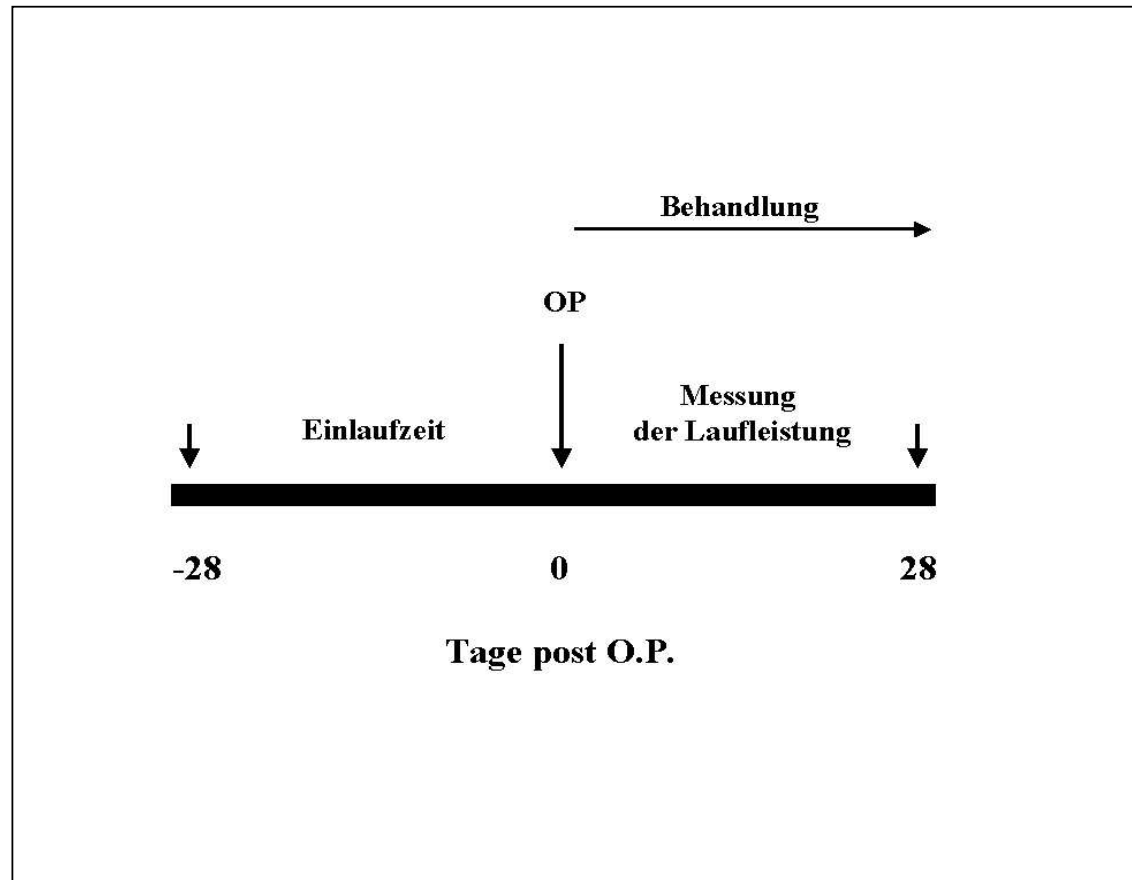 Behandlung
OP
Messung
Einlaufzeit
der Laufleistung
-28
0
28
Tage post O.P.